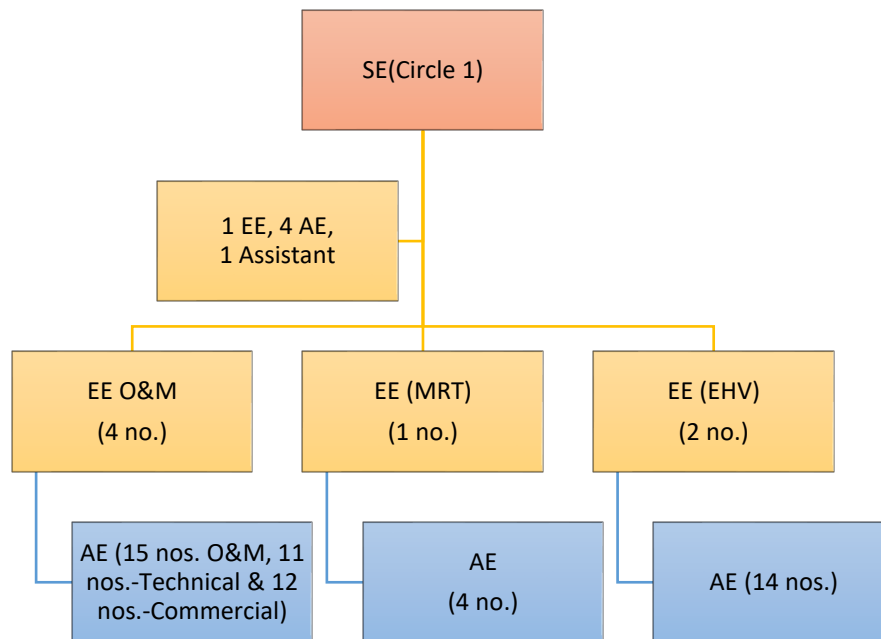 SE(Circle 1)
1 EE, 4 AE,
1 Assistant
EE O&M
(4 no.)
EE (MRT)
(1 no.)
EE (EHV)
(2 no.)
AE (15 nos. O&M, 11
nos.-Technical & 12
nos.-Commercial)
AE
(4 no.)
AE (14 nos.)